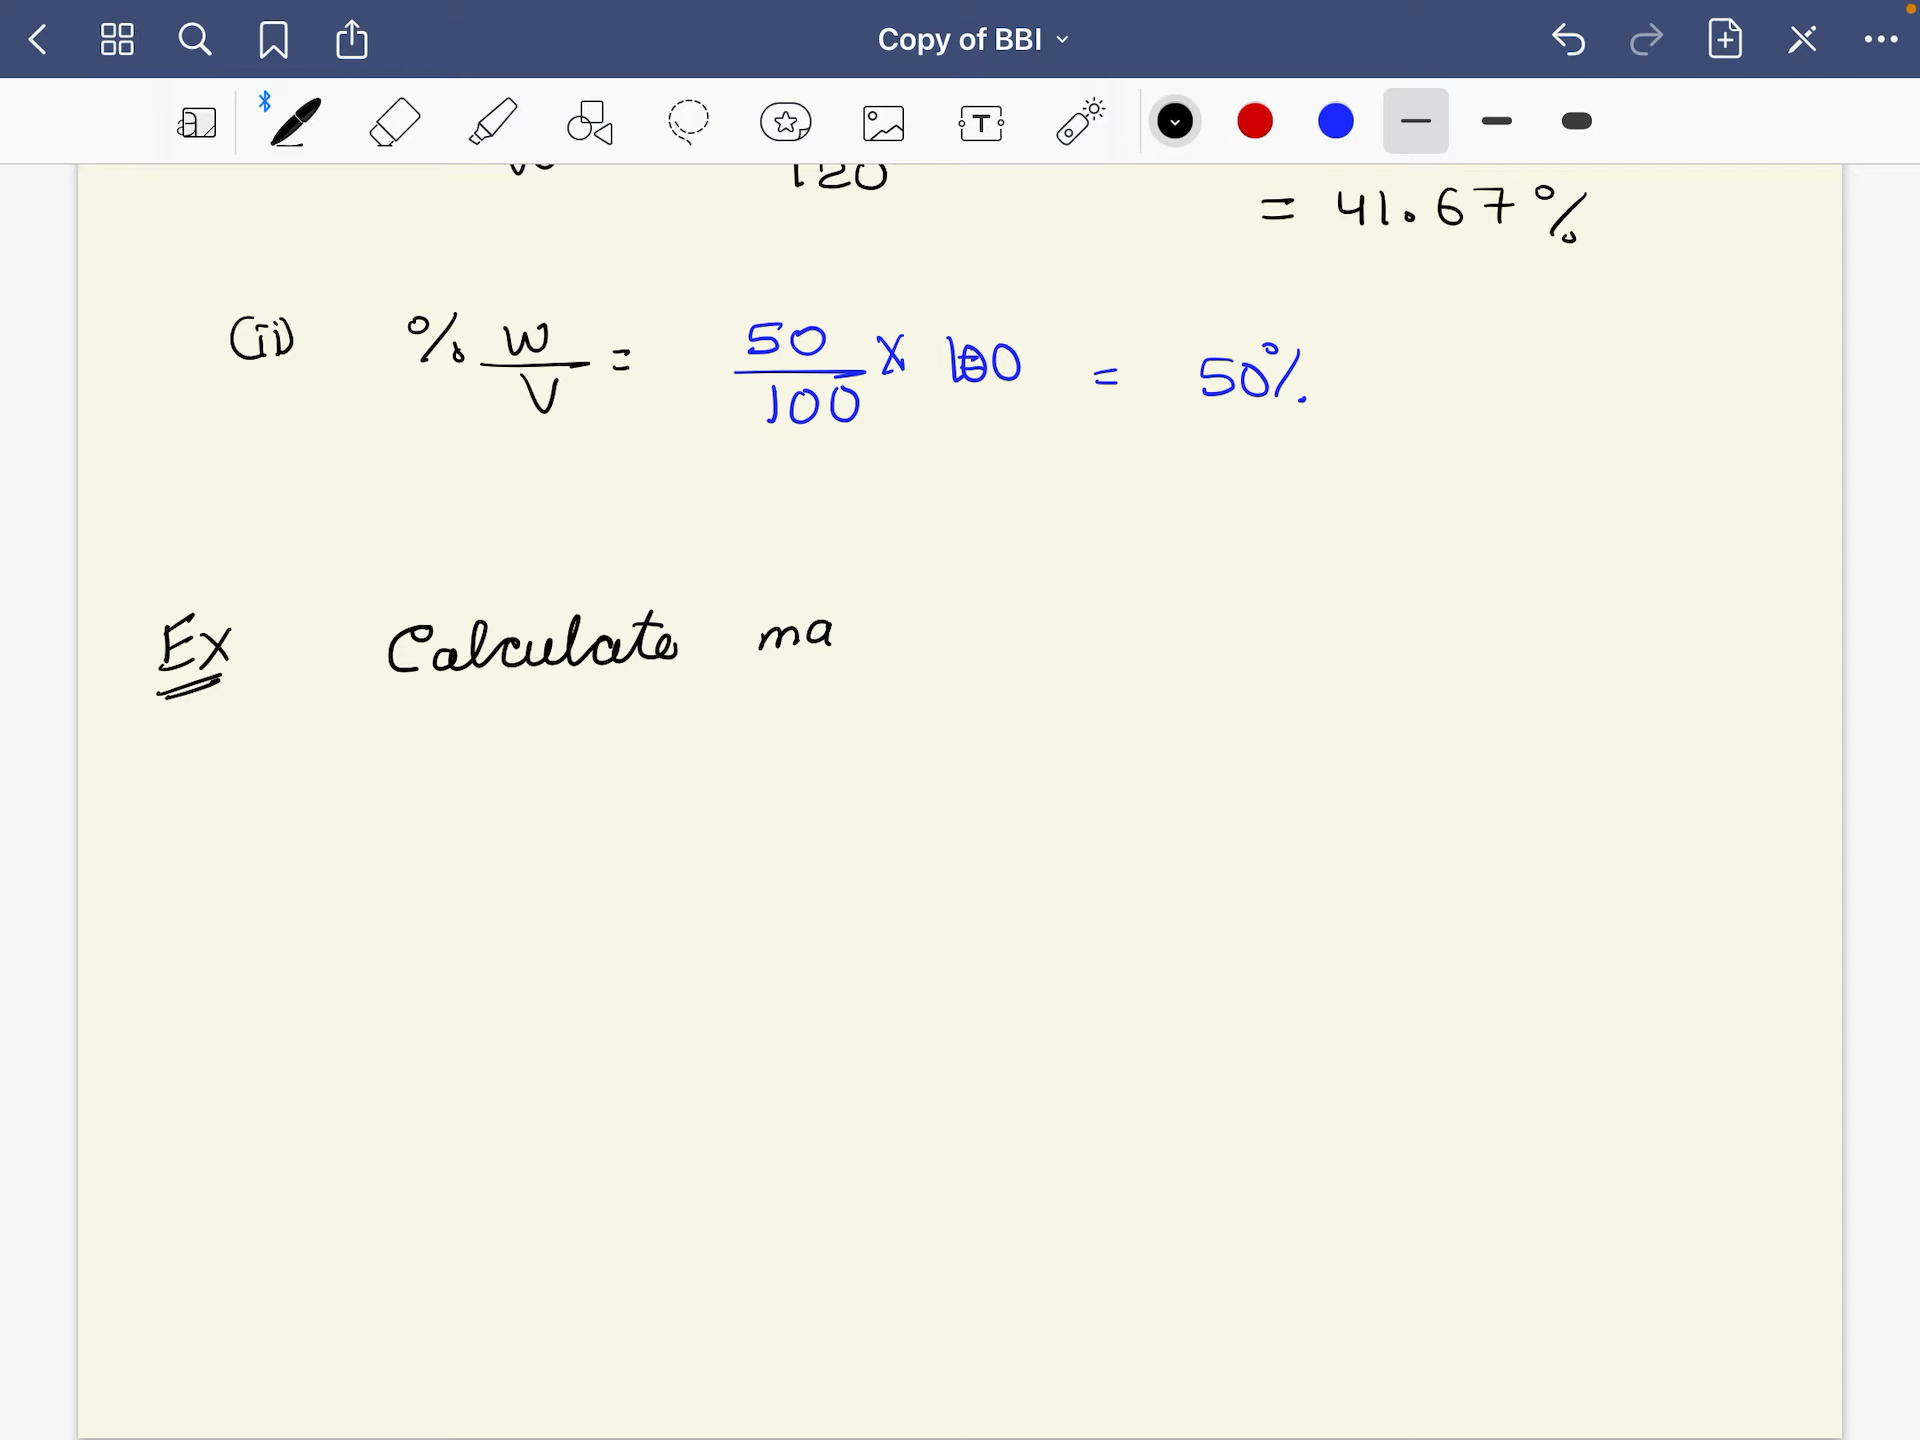 Copy of BBI
120
= 41.67 %
(ii) % W/V = 50/100 x 100 = 50%.
Ex Calculate ma